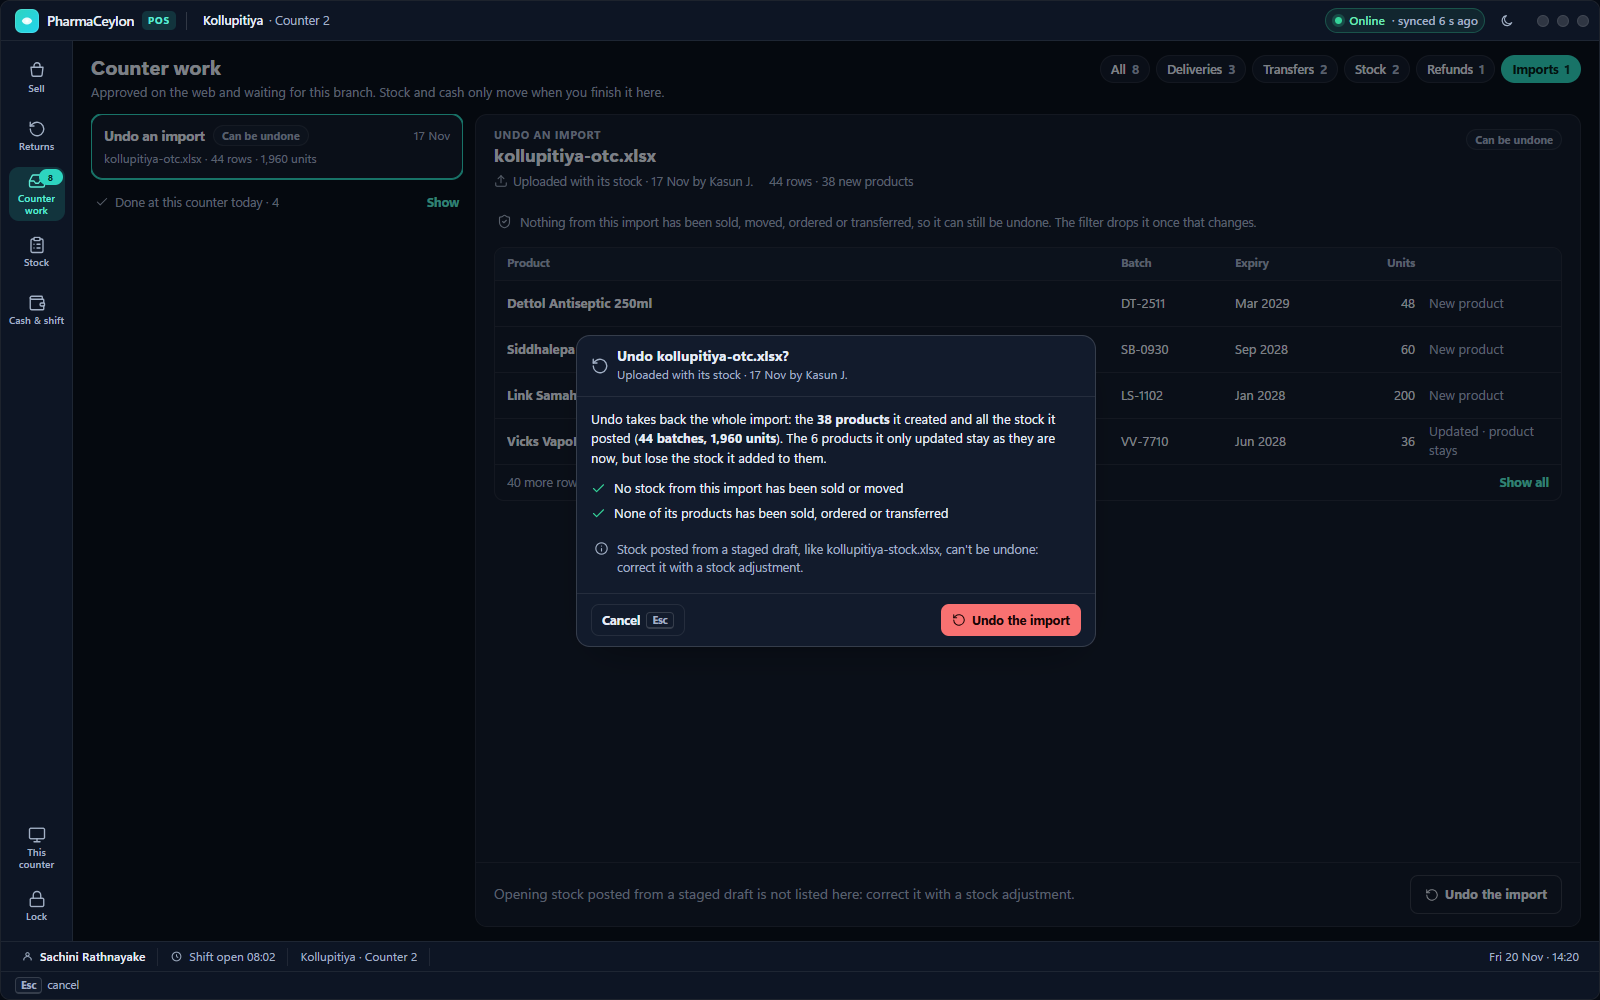 PharmaCeylon POS Kollupitiya · Counter 2
Online · synced 6 s ago
Sell
Returns
8
Counter
work
Stock
Cash & shift
This
counter
Lock
Counter work
Approved on the web and waiting for this branch. Stock and cash only move when you finish it here.
All 8 Deliveries 3 Transfers 2 Stock 2 Refunds 1 Imports 1
Undo an import Can be undone 17 Nov
kollupitiya-otc.xlsx · 44 rows · 1,960 units
Done at this counter today · 4 Show
UNDO AN IMPORT
kollupitiya-otc.xlsx
Can be undone
Uploaded with its stock · 17 Nov by Kasun J. 44 rows · 38 new products
Nothing from this import has been sold, moved, ordered or transferred, so it can still be undone. The filter drops it once that changes.
Product Batch Expiry Units
Dettol Antiseptic 250ml DT-2511 Mar 2029 48 New product
Siddhalepa SB-0930 Sep 2028 60 New product
Link Samah LS-1102 Jan 2028 200 New product
Vicks VapoR VV-7710 Jun 2028 36 Updated · product
stays
40 more row Show all
Undo kollupitiya-otc.xlsx?
Uploaded with its stock · 17 Nov by Kasun J.
Undo takes back the whole import: the 38 products it created and all the stock it
posted (44 batches, 1,960 units). The 6 products it only updated stay as they are
now, but lose the stock it added to them.
No stock from this import has been sold or moved
None of its products has been sold, ordered or transferred
Stock posted from a staged draft, like kollupitiya-stock.xlsx, can't be undone:
correct it with a stock adjustment.
Cancel Esc Undo the import
Opening stock posted from a staged draft is not listed here: correct it with a stock adjustment.
Undo the import
Sachini Rathnayake Shift open 08:02 Kollupitiya · Counter 2 Fri 20 Nov · 14:20
Esc cancel